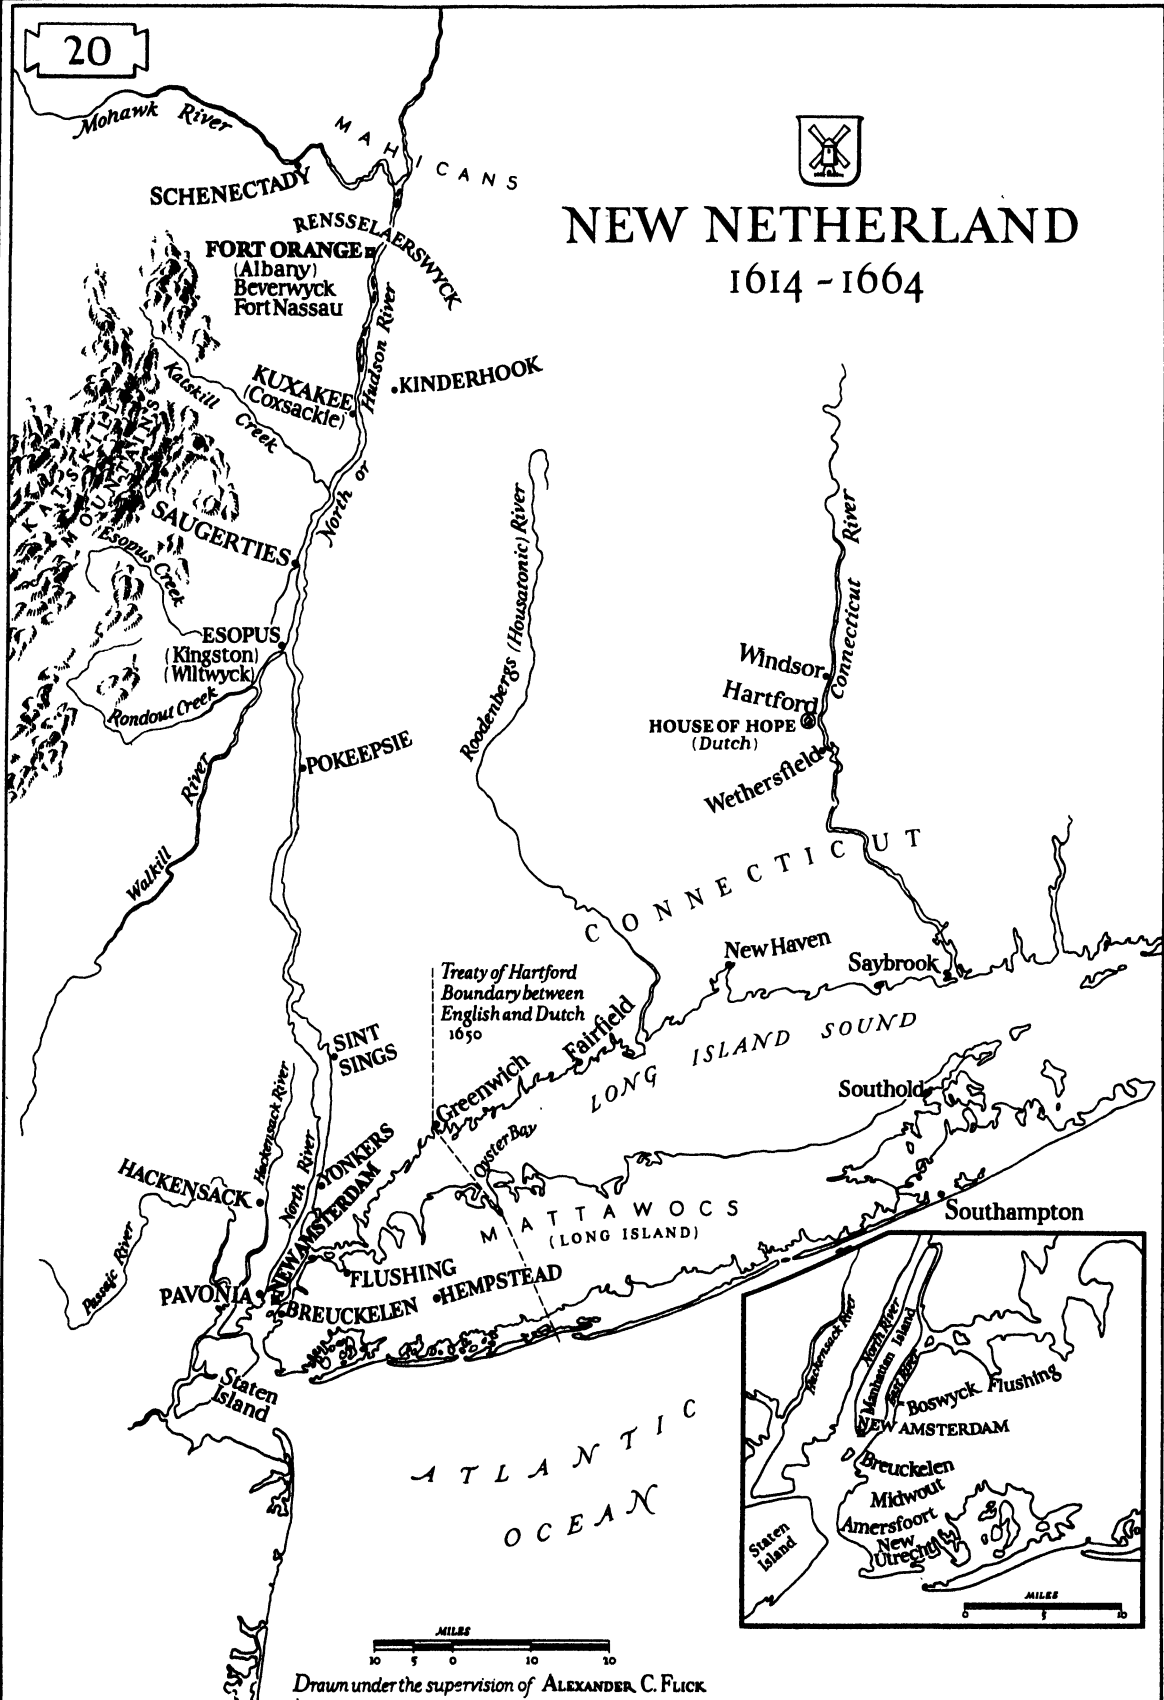 20
Mohawk River
MAHICANS
SCHENECTADY
NEW NETHERLAND
1614 - 1664
RENSSELAERSWYCK
FORT ORANGE
(Albany)
Beverwyck
Fort Nassau
North or Hudson River
KINDERHOOK
KUXAKEE
(Coxsackie)
Katskill Creek
KATSKILL
MOUNTAINS
SAUGERTIES
Esopus Creek
ESOPUS
(Kingston)
(Wiltwyck)
Rondout Creek
POKEEPSIE
Walkill River
Roodenbergs (Housatonic) River
Connecticut River
Windsor
Hartford
HOUSE OF HOPE
(Dutch)
Wethersfield
CONNECTICUT
New Haven
Saybrook
Treaty of Hartford
Boundary between
English and Dutch
1650
Fairfield
Greenwich
LONG ISLAND SOUND
SINT
SINGS
Hackensack River
North River
YONKERS
NEW AMSTERDAM
HACKENSACK
Passaic River
PAVONIA
Oyster Bay
Southold
MATTAWOCS
(LONG ISLAND)
Southampton
FLUSHING
HEMPSTEAD
BREUCKELEN
Staten
Island
ATLANTIC
OCEAN
Hackensack River
North River
Manhattan Island
East River
Boswyck
Flushing
NEW AMSTERDAM
Breuckelen
Midwout
Amersfoort
New
Utrecht
Staten
Island
MILES
0 5 10
MILES
10 5 0 10 20
Drawn under the supervision of ALEXANDER C. FLICK